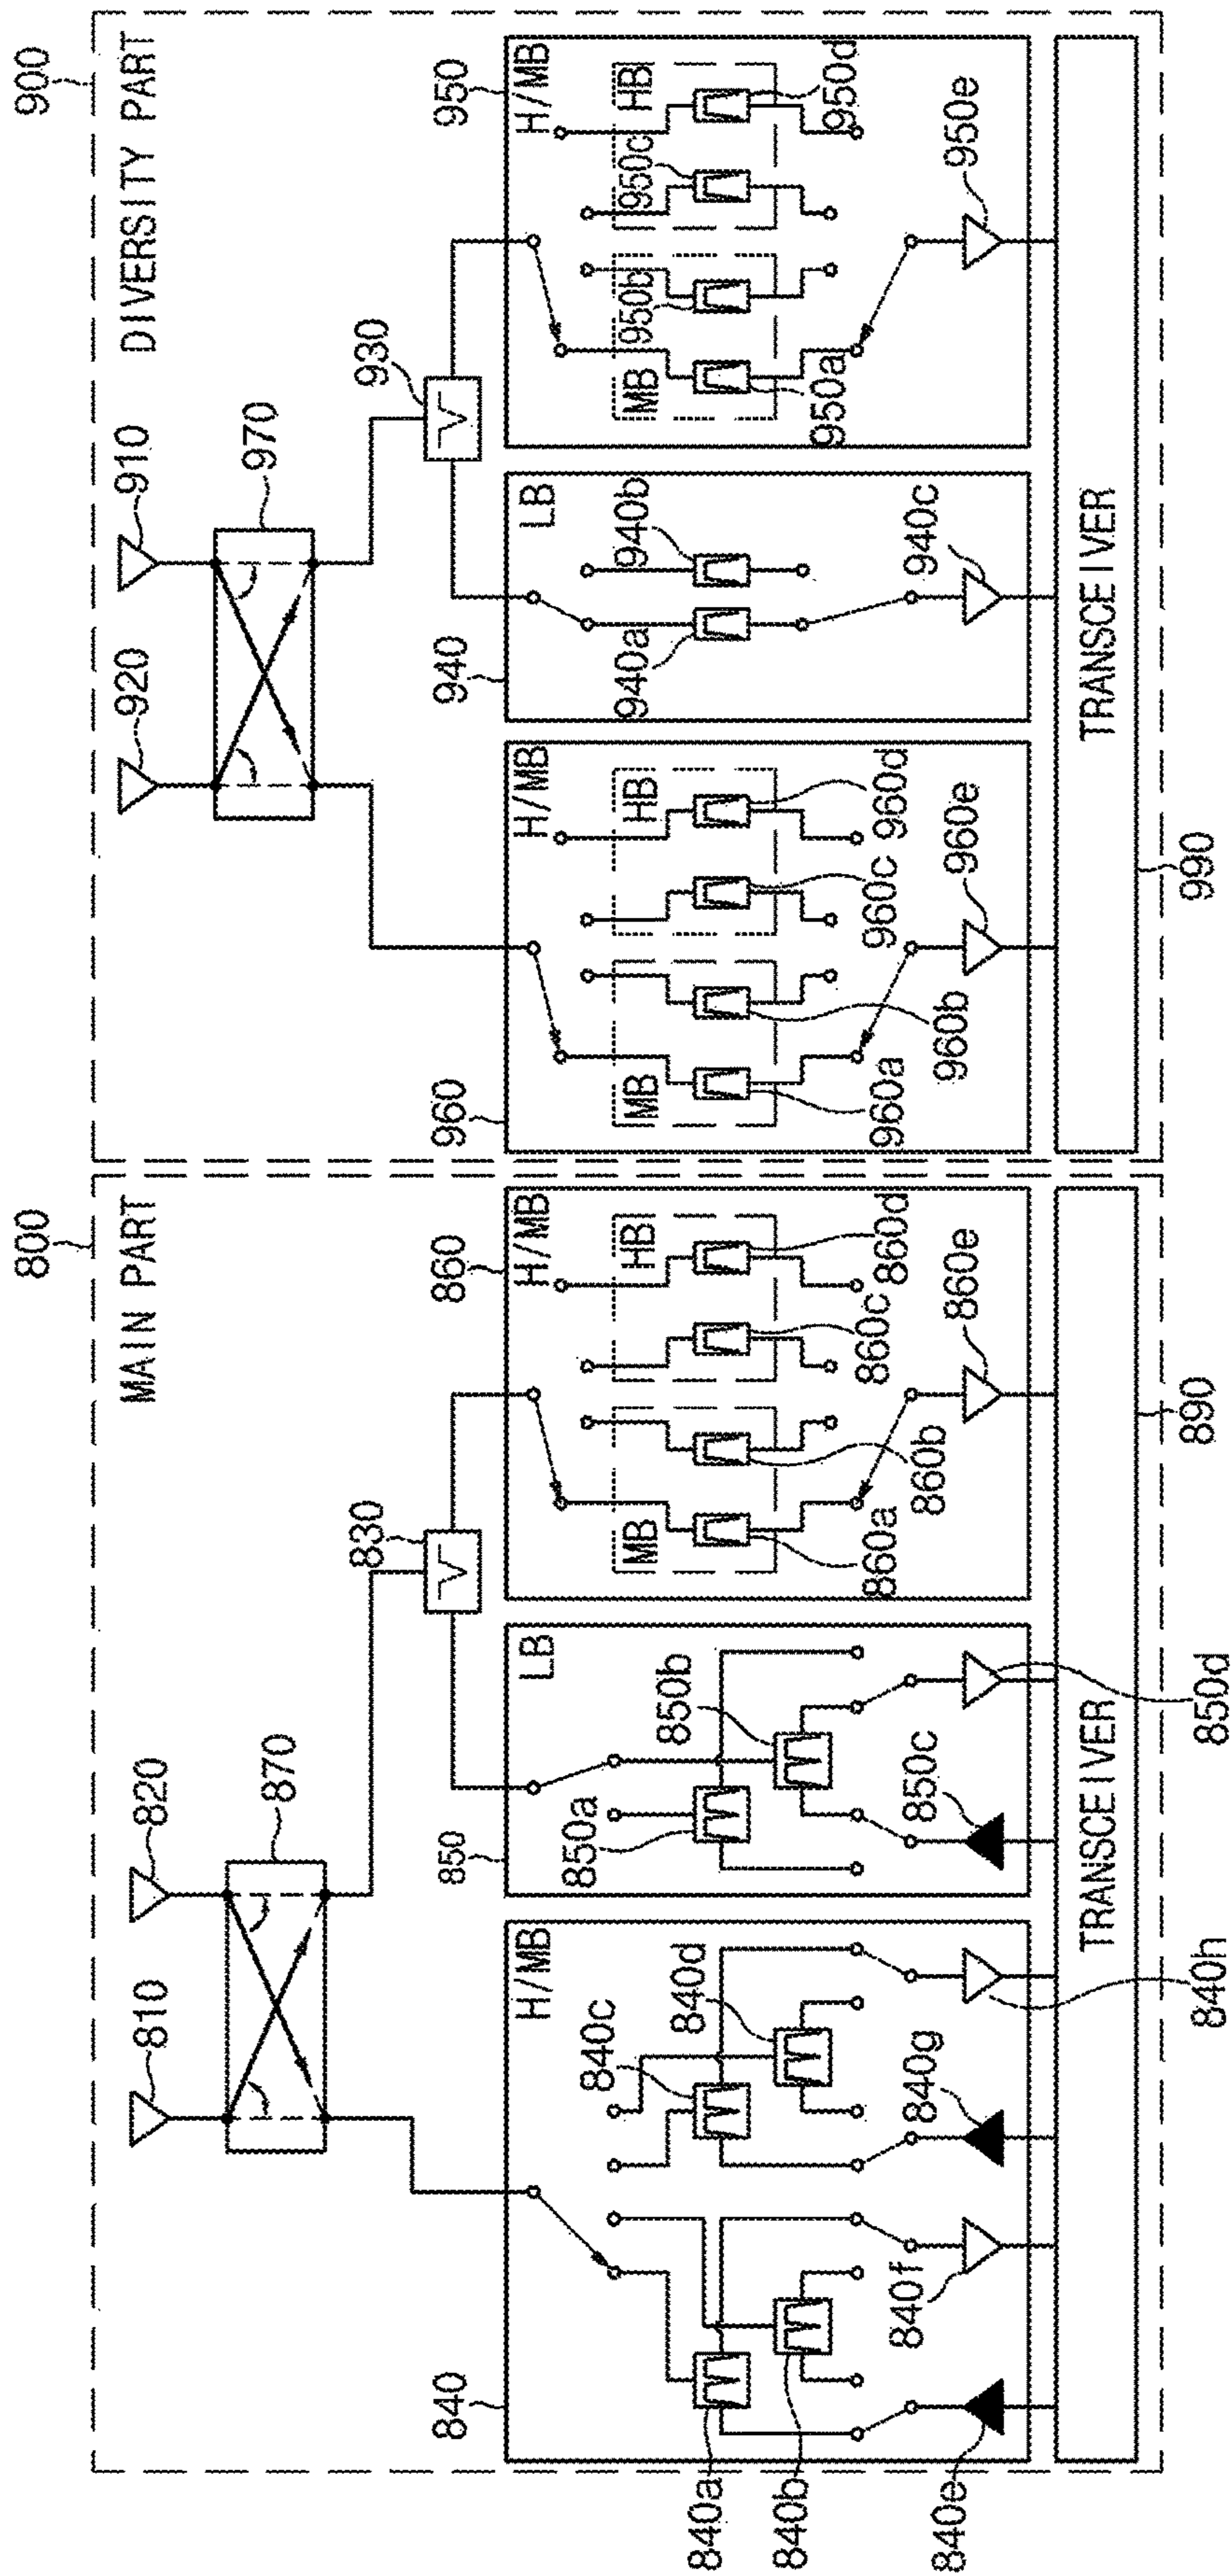 800
MAIN PART
810
820
870
830
840
H/MB
840a
840b
840c
840d
840e
840f
840g
840h
850
LB
850a
850b
850c
850d
860
H/MB
MB
HB
860a
860b
860c
860d
860e
TRANSCEIVER
890
900
DIVERSITY PART
920
910
970
930
960
H/MB
MB
HB
960a
960b
960c
960d
960e
940
LB
940a
940b
940c
950
H/MB
MB
HB
950a
950b
950c
950d
950e
TRANSCEIVER
990